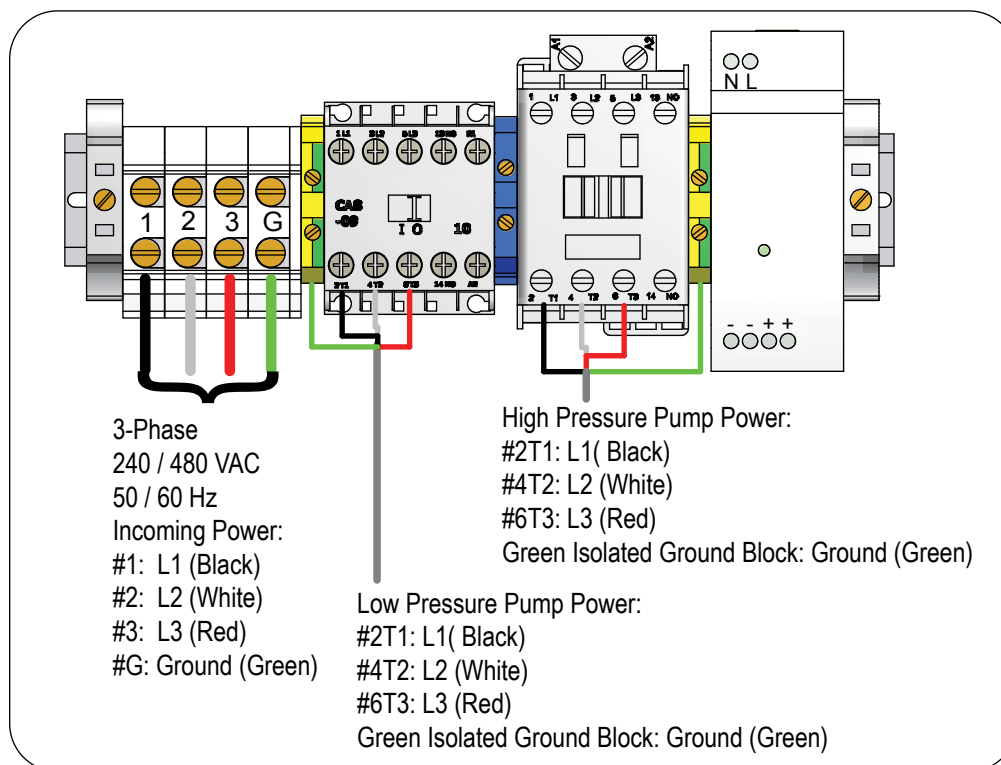 A1 A2
N L
1 L1 3 L2 5 L3 13 NO
1 L1 3 L2 5 L3 13 NO A1
CAS
-09
I O 10
2 T1 4 T2 6 T3 14 NO A2
2 T1 4 T2 6 T3 14 NO
- - + +
1 2 3 G
3-Phase
240 / 480 VAC
50 / 60 Hz
Incoming Power:
#1: L1 (Black)
#2: L2 (White)
#3: L3 (Red)
#G: Ground (Green)
High Pressure Pump Power:
#2T1: L1( Black)
#4T2: L2 (White)
#6T3: L3 (Red)
Green Isolated Ground Block: Ground (Green)
Low Pressure Pump Power:
#2T1: L1( Black)
#4T2: L2 (White)
#6T3: L3 (Red)
Green Isolated Ground Block: Ground (Green)